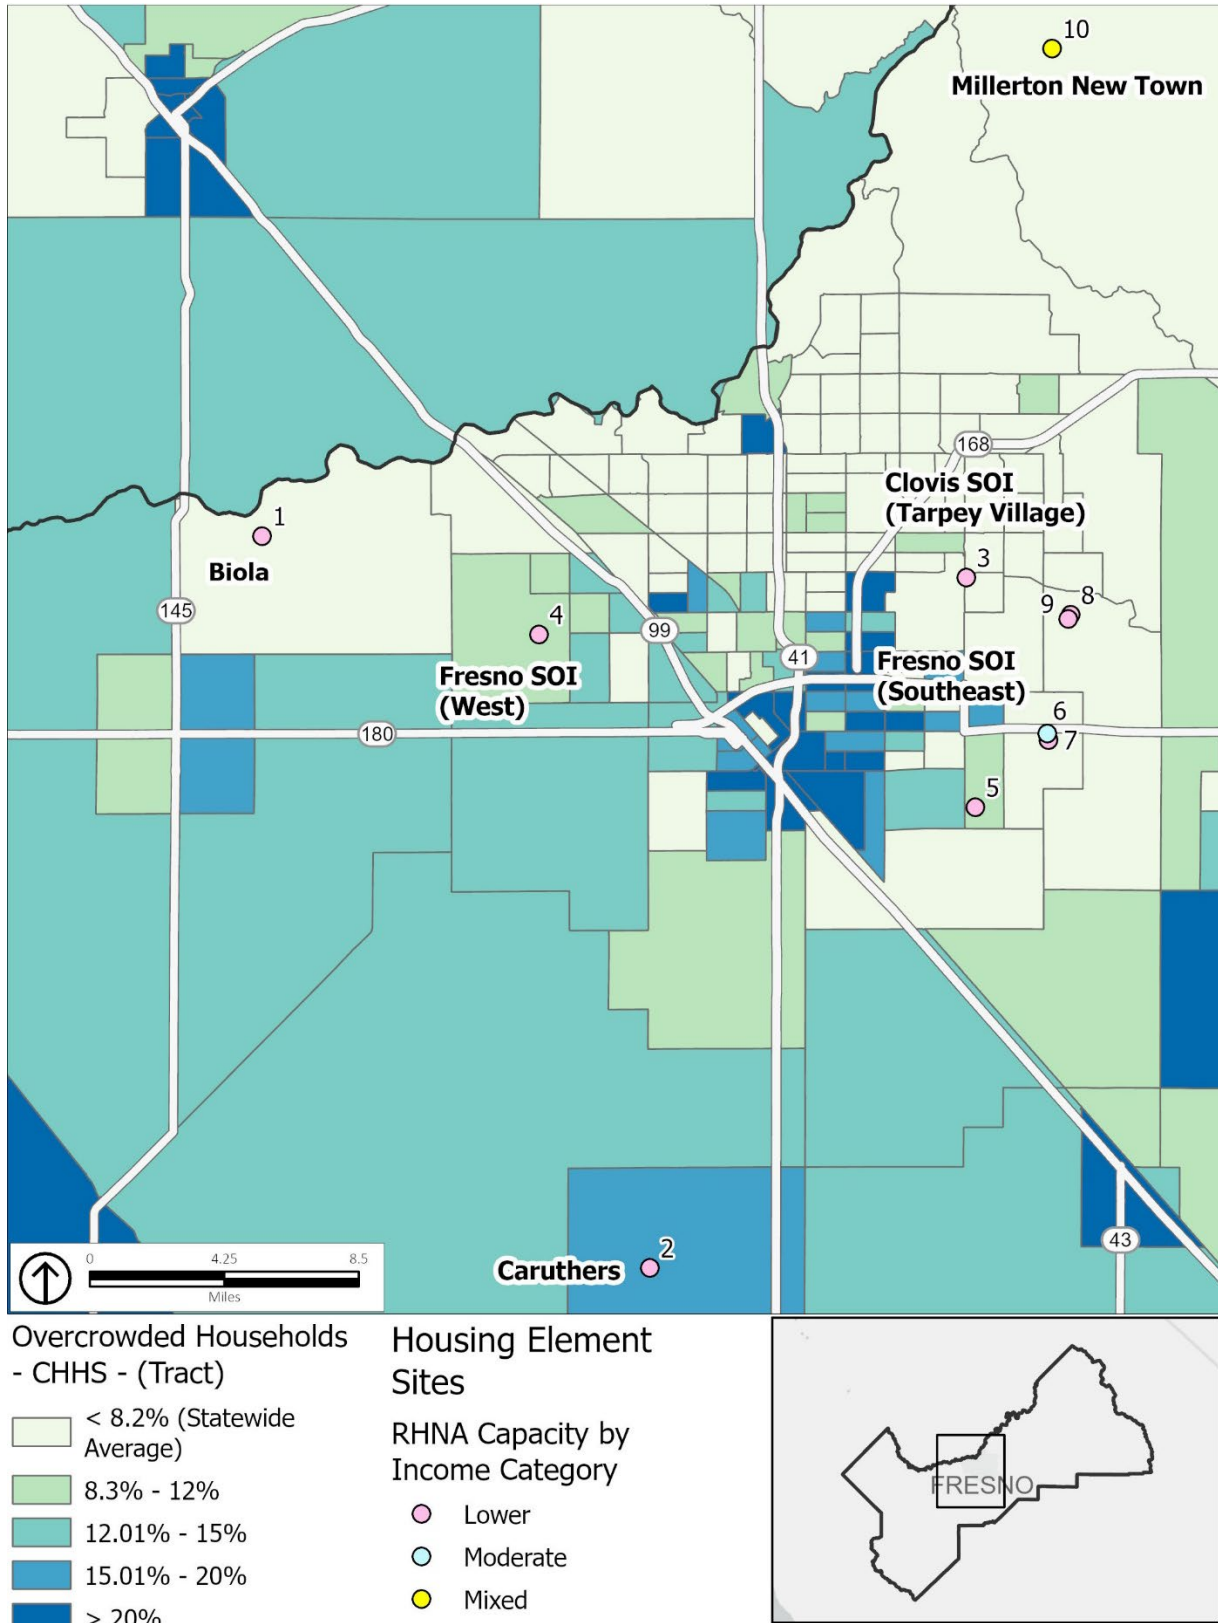 10
Millerton New Town
168
Clovis SOI
(Tarpey Village)
1
Biola
3
8
9
145
4
99
41
Fresno SOI
(West)
Fresno SOI
(Southeast)
180
6
7
5
2
Caruthers
43
0 4.25 8.5
Miles
Overcrowded Households
- CHHS - (Tract)
< 8.2% (Statewide
Average)
8.3% - 12%
12.01% - 15%
15.01% - 20%
> 20%
Housing Element
Sites
RHNA Capacity by
Income Category
Lower
Moderate
Mixed
FRESNO